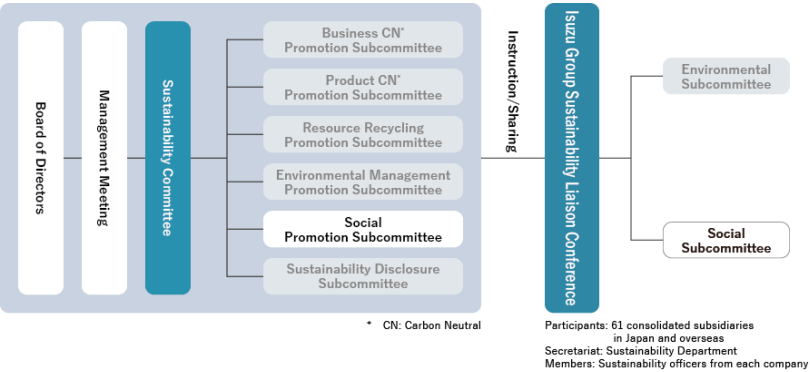 Board of Directors
Management Meeting
Sustainability Committee
Business CN*
Promotion Subcommittee
Product CN*
Promotion Subcommittee
Resource Recycling
Promotion Subcommittee
Environmental Management
Promotion Subcommittee
Social
Promotion Subcommittee
Sustainability Disclosure
Subcommittee
Instruction/Sharing
Isuzu Group Sustainability Liaison Conference
Environmental
Subcommittee
Social
Subcommittee
* CN: Carbon Neutral
Participants: 61 consolidated subsidiaries
in Japan and overseas
Secretariat: Sustainability Department
Members: Sustainability officers from each company